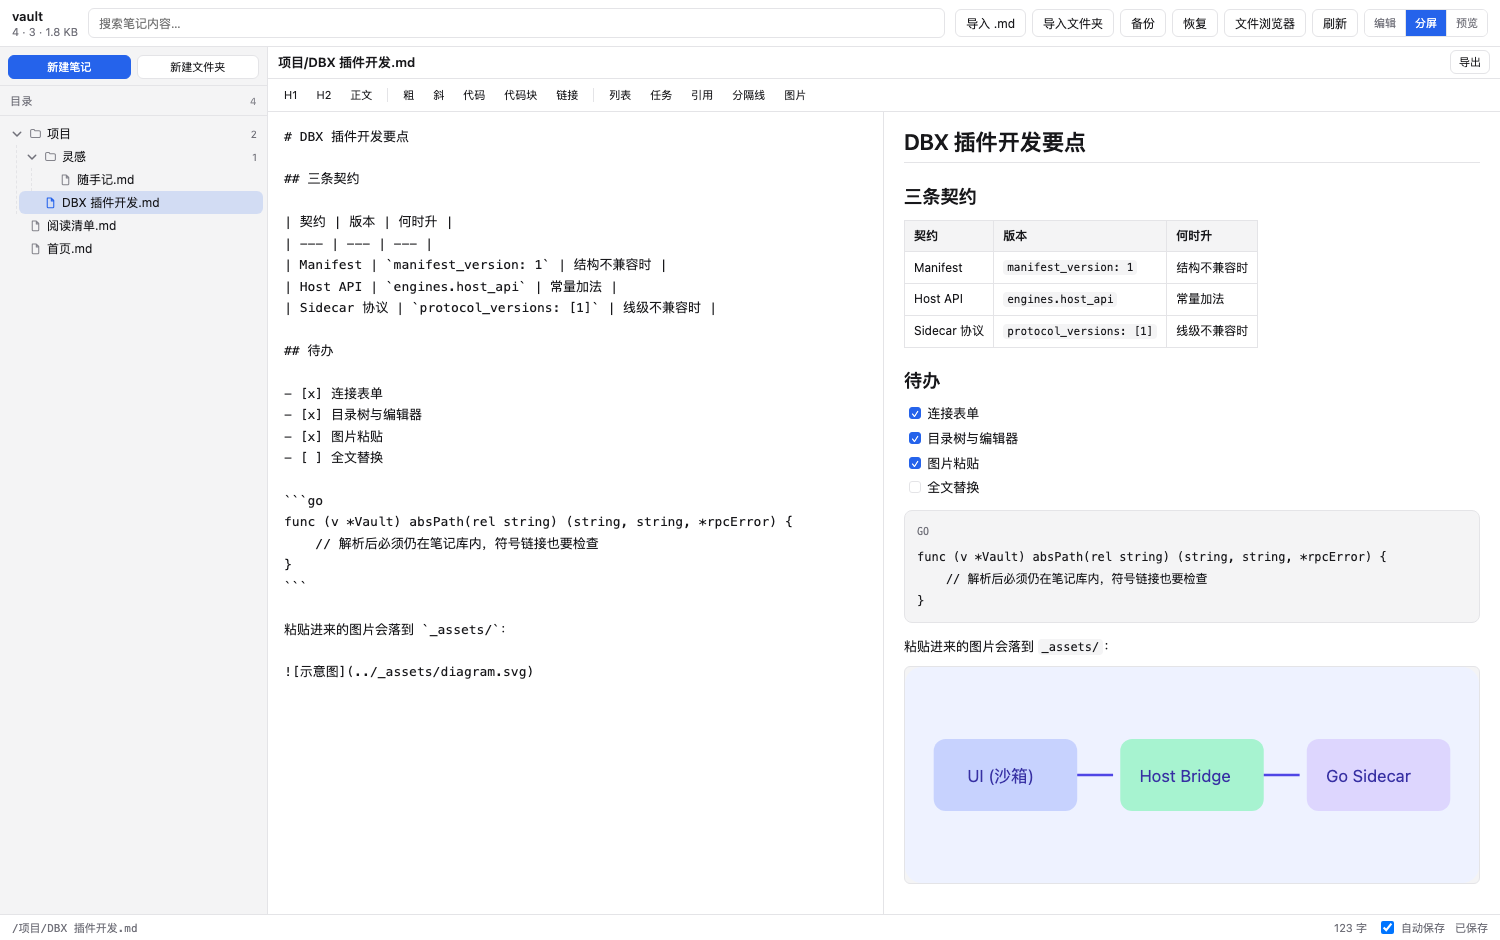 vault
4 · 3 · 1.8 KB
搜索笔记内容...
导入 .md
导入文件夹
备份
恢复
文件浏览器
刷新
编辑
分屏
预览
新建笔记
新建文件夹
目录
4
项目
2
灵感
1
随手记.md
DBX 插件开发.md
阅读清单.md
首页.md
项目/DBX 插件开发.md
导出
H1
H2
正文
粗
斜
代码
代码块
链接
列表
任务
引用
分隔线
图片
# DBX 插件开发要点
## 三条契约
| 契约 | 版本 | 何时升 |
| --- | --- | --- |
| Manifest | `manifest_version: 1` | 结构不兼容时 |
| Host API | `engines.host_api` | 常量加法 |
| Sidecar 协议 | `protocol_versions: [1]` | 线级不兼容时 |
## 待办
- [x] 连接表单
- [x] 目录树与编辑器
- [x] 图片粘贴
- [ ] 全文替换
```go
func (v *Vault) absPath(rel string) (string, string, *rpcError) {
// 解析后必须仍在笔记库内，符号链接也要检查
}
```
粘贴进来的图片会落到 `_assets/`：
![示意图](../_assets/diagram.svg)
DBX 插件开发要点
三条契约
契约 版本 何时升
Manifest manifest_version: 1 结构不兼容时
Host API engines.host_api 常量加法
Sidecar 协议 protocol_versions: [1] 线级不兼容时
待办
连接表单
目录树与编辑器
图片粘贴
全文替换
GO
func (v *Vault) absPath(rel string) (string, string, *rpcError) {
// 解析后必须仍在笔记库内，符号链接也要检查
}
粘贴进来的图片会落到 _assets/ ：
UI (沙箱)
Host Bridge
Go Sidecar
/项目/DBX 插件开发.md
123 字
自动保存
已保存